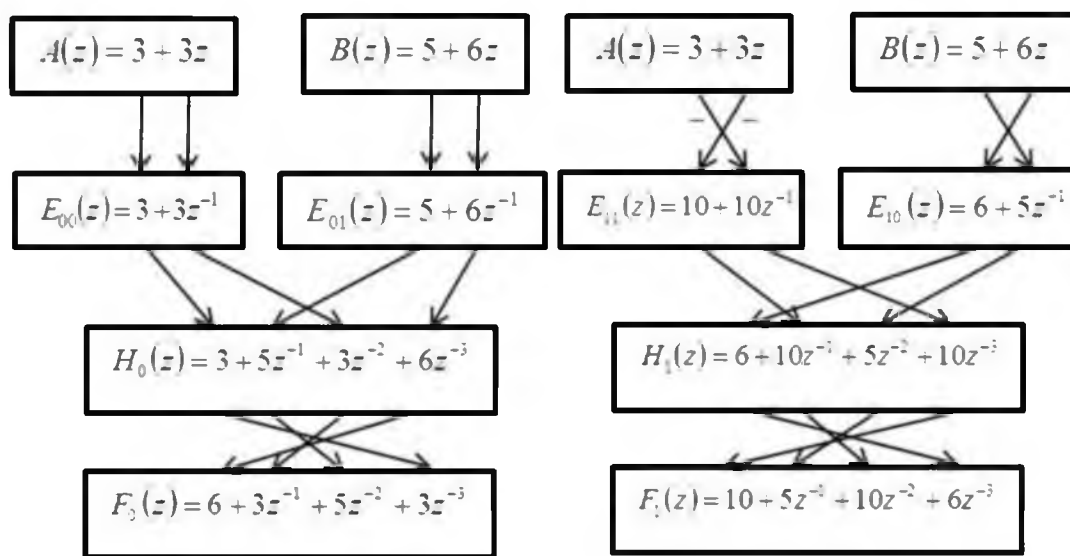 A(z) = 3 + 3z
B(z) = 5 + 6z
A(z) = 3 + 3z
B(z) = 5 + 6z
E₀₀(z) = 3 + 3z⁻¹
E₀₁(z) = 5 + 6z⁻¹
E₁₁(z) = 10 + 10z⁻¹
E₁₀(z) = 6 + 5z⁻¹
H₀(z) = 3 + 5z⁻¹ + 3z⁻² + 6z⁻³
H₁(z) = 6 + 10z⁻¹ + 5z⁻² + 10z⁻³
F₀(z) = 6 + 3z⁻¹ + 5z⁻² + 3z⁻³
F₁(z) = 10 + 5z⁻¹ + 10z⁻² + 6z⁻³